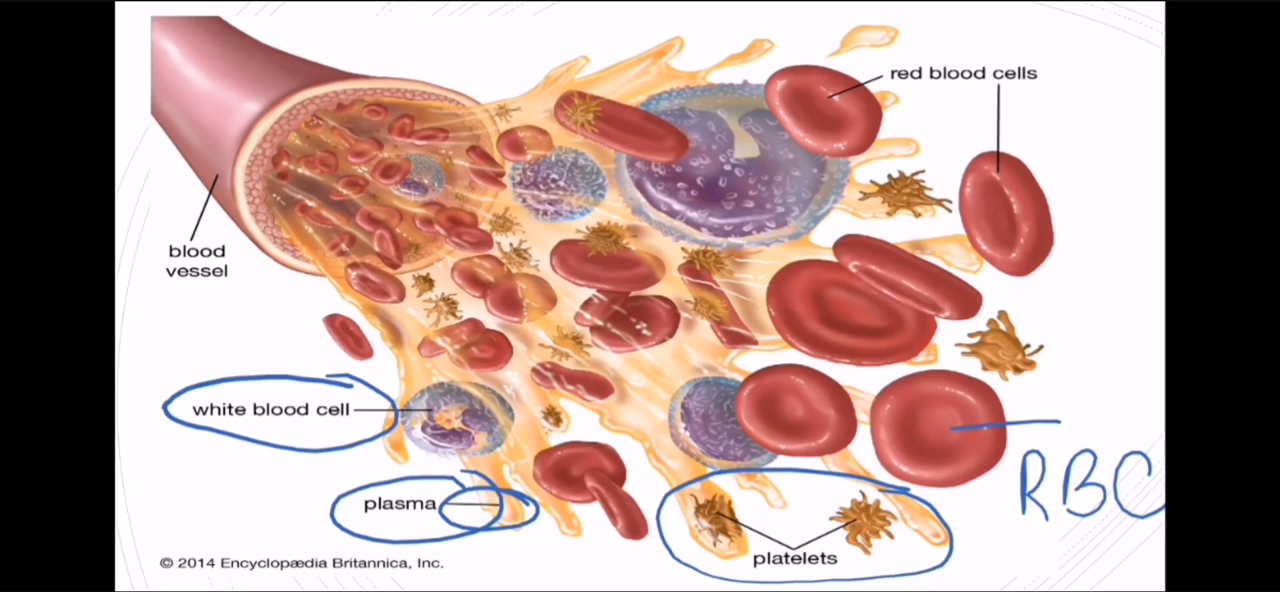 red blood cells
blood
vessel
white blood cell
plasma
RBC
platelets
© 2014 Encyclopædia Britannica, Inc.